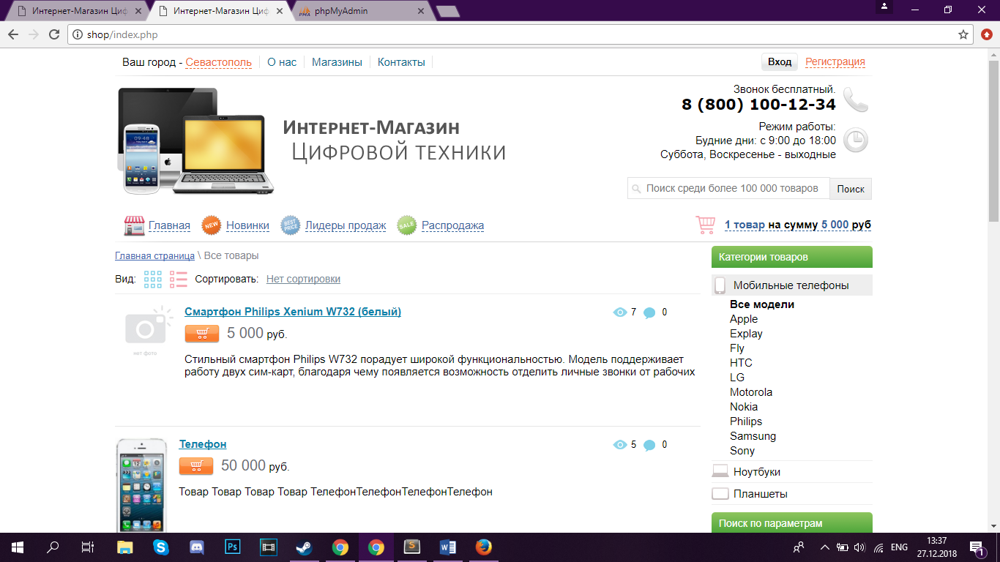 Интернет-Магазин Циф
Интернет-Магазин Циф
phpMyAdmin
shop/index.php
Ваш город - Севастополь
О нас
Магазины
Контакты
Вход
Регистрация
Звонок бесплатный.
8 (800) 100-12-34
Режим работы:
Будние дни: с 9:00 до 18:00
Суббота, Воскресенье - выходные
09:48
Интернет-Магазин
Цифровой техники
Поиск среди более 100 000 товаров
Поиск
Главная
NEW
Новинки
BEST PRICE
Лидеры продаж
SALE
Распродажа
1 товар на сумму 5 000 руб
Главная страница \ Все товары
Вид:
Сортировать:
Нет сортировки
нет фото
Смартфон Philips Xenium W732 (белый)
7
0
5 000 руб.
Стильный смартфон Philips W732 порадует широкой функциональностью. Модель поддерживает
работу двух сим-карт, благодаря чему появляется возможность отделить личные звонки от рабочих
Телефон
5
0
50 000 руб.
Товар Товар Товар Товар ТелефонТелефонТелефонТелефон
Категории товаров
Мобильные телефоны
Все модели
Apple
Explay
Fly
HTC
LG
Motorola
Nokia
Philips
Samsung
Sony
Ноутбуки
Планшеты
Поиск по параметрам
ENG
13:37
27.12.2018
1